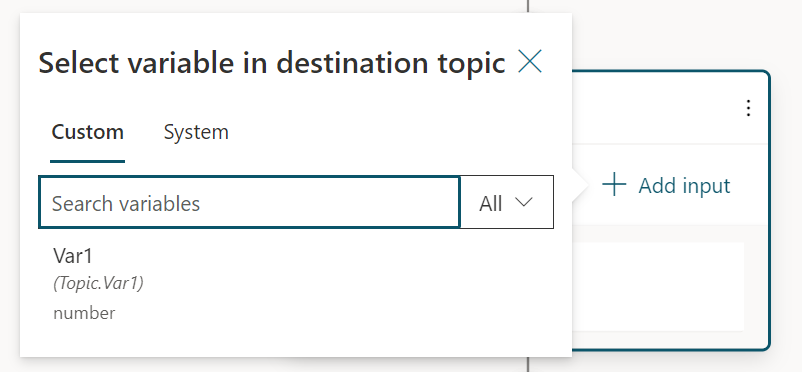 Select variable in destination topic
Custom System
Search variables All
Add input
Var1
(Topic.Var1)
number